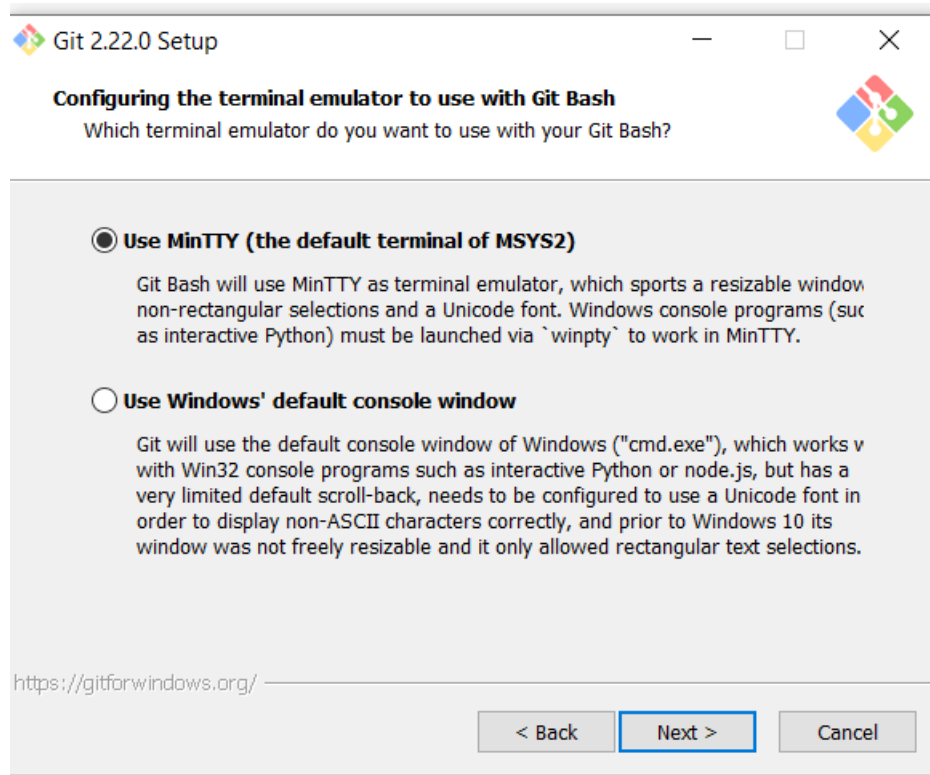 Git 2.22.0 Setup
Configuring the terminal emulator to use with Git Bash
Which terminal emulator do you want to use with your Git Bash?
Use MinTTY (the default terminal of MSYS2)
Git Bash will use MinTTY as terminal emulator, which sports a resizable window
non-rectangular selections and a Unicode font. Windows console programs (suc
as interactive Python) must be launched via `winpty` to work in MinTTY.
Use Windows' default console window
Git will use the default console window of Windows ("cmd.exe"), which works
with Win32 console programs such as interactive Python or node.js, but has a
very limited default scroll-back, needs to be configured to use a Unicode font in
order to display non-ASCII characters correctly, and prior to Windows 10 its
window was not freely resizable and it only allowed rectangular text selections.
https://gitforwindows.org/
< Back Next > Cancel